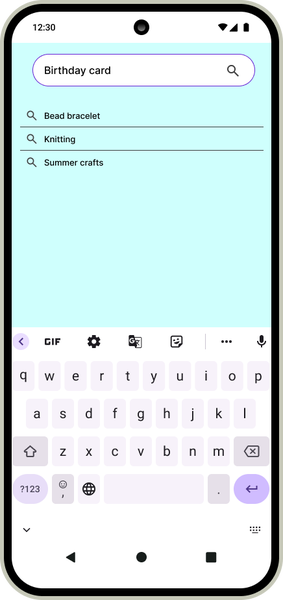 12:30
Birthday card
Bead bracelet
Knitting
Summer crafts
GIF G
q w e r t y u i o p
a s d f g h j k l
z x c v b n m
?123 , .